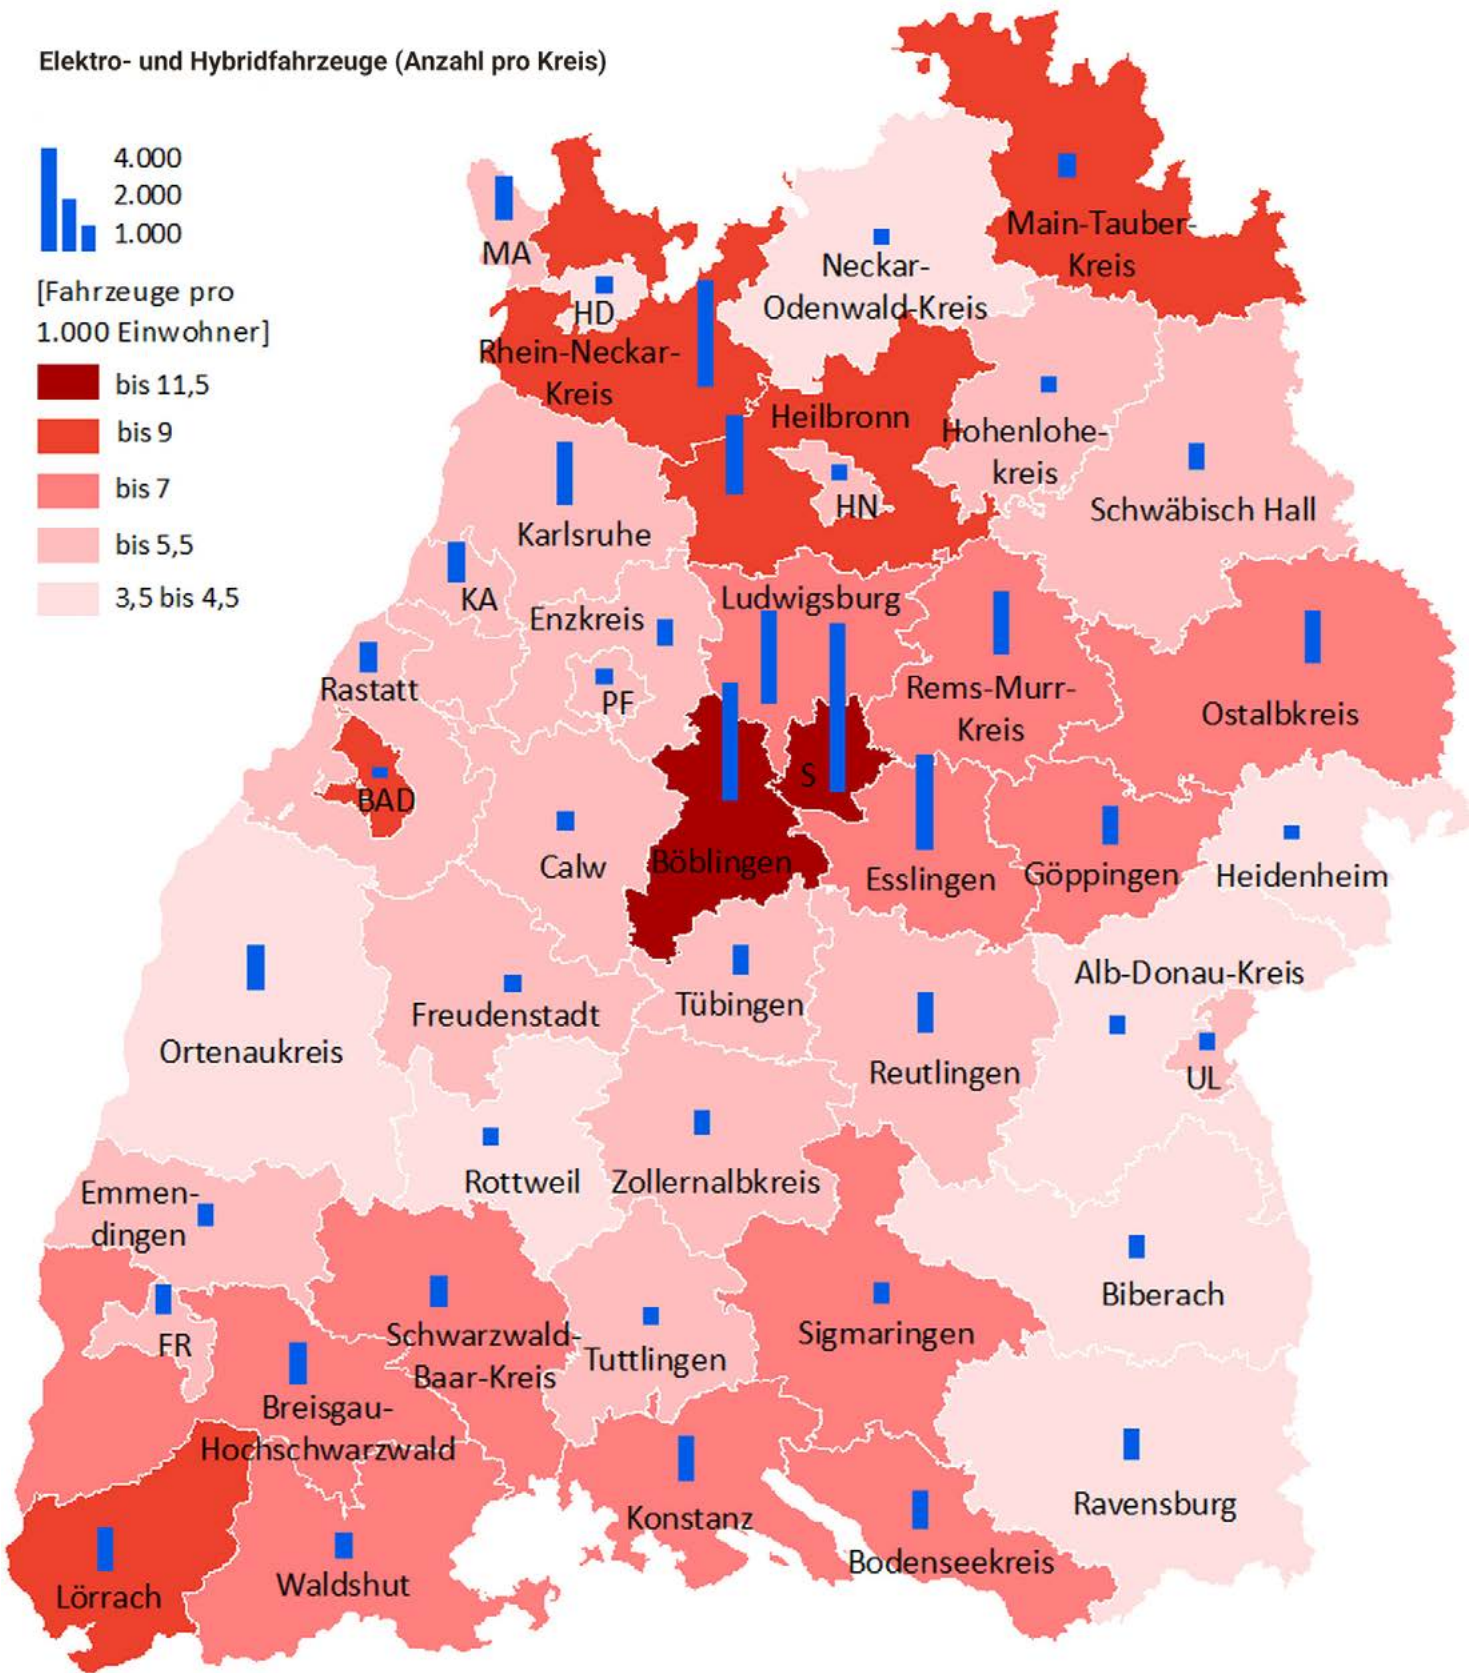 Elektro- und Hybridfahrzeuge (Anzahl pro Kreis)
4.000
2.000
1.000
[Fahrzeuge pro
1.000 Einwohner]
bis 11,5
bis 9
bis 7
bis 5,5
3,5 bis 4,5
MA
HD
Rhein-Neckar-
Kreis
Neckar-
Odenwald-Kreis
Main-Tauber-
Kreis
Heilbronn
HN
Hohenlohe-
kreis
Schwäbisch Hall
Karlsruhe
KA
Enzkreis
PF
Ludwigsburg
Rems-Murr-
Kreis
Ostalbkreis
Rastatt
BAD
Calw
Böblingen
S
Esslingen
Göppingen
Heidenheim
Ortenaukreis
Freudenstadt
Tübingen
Reutlingen
Alb-Donau-Kreis
UL
Rottweil
Zollernalbkreis
Emmen-
dingen
FR
Breisgau-
Hochschwarzwald
Schwarzwald-
Baar-Kreis
Tuttlingen
Sigmaringen
Biberach
Lörrach
Waldshut
Konstanz
Bodenseekreis
Ravensburg